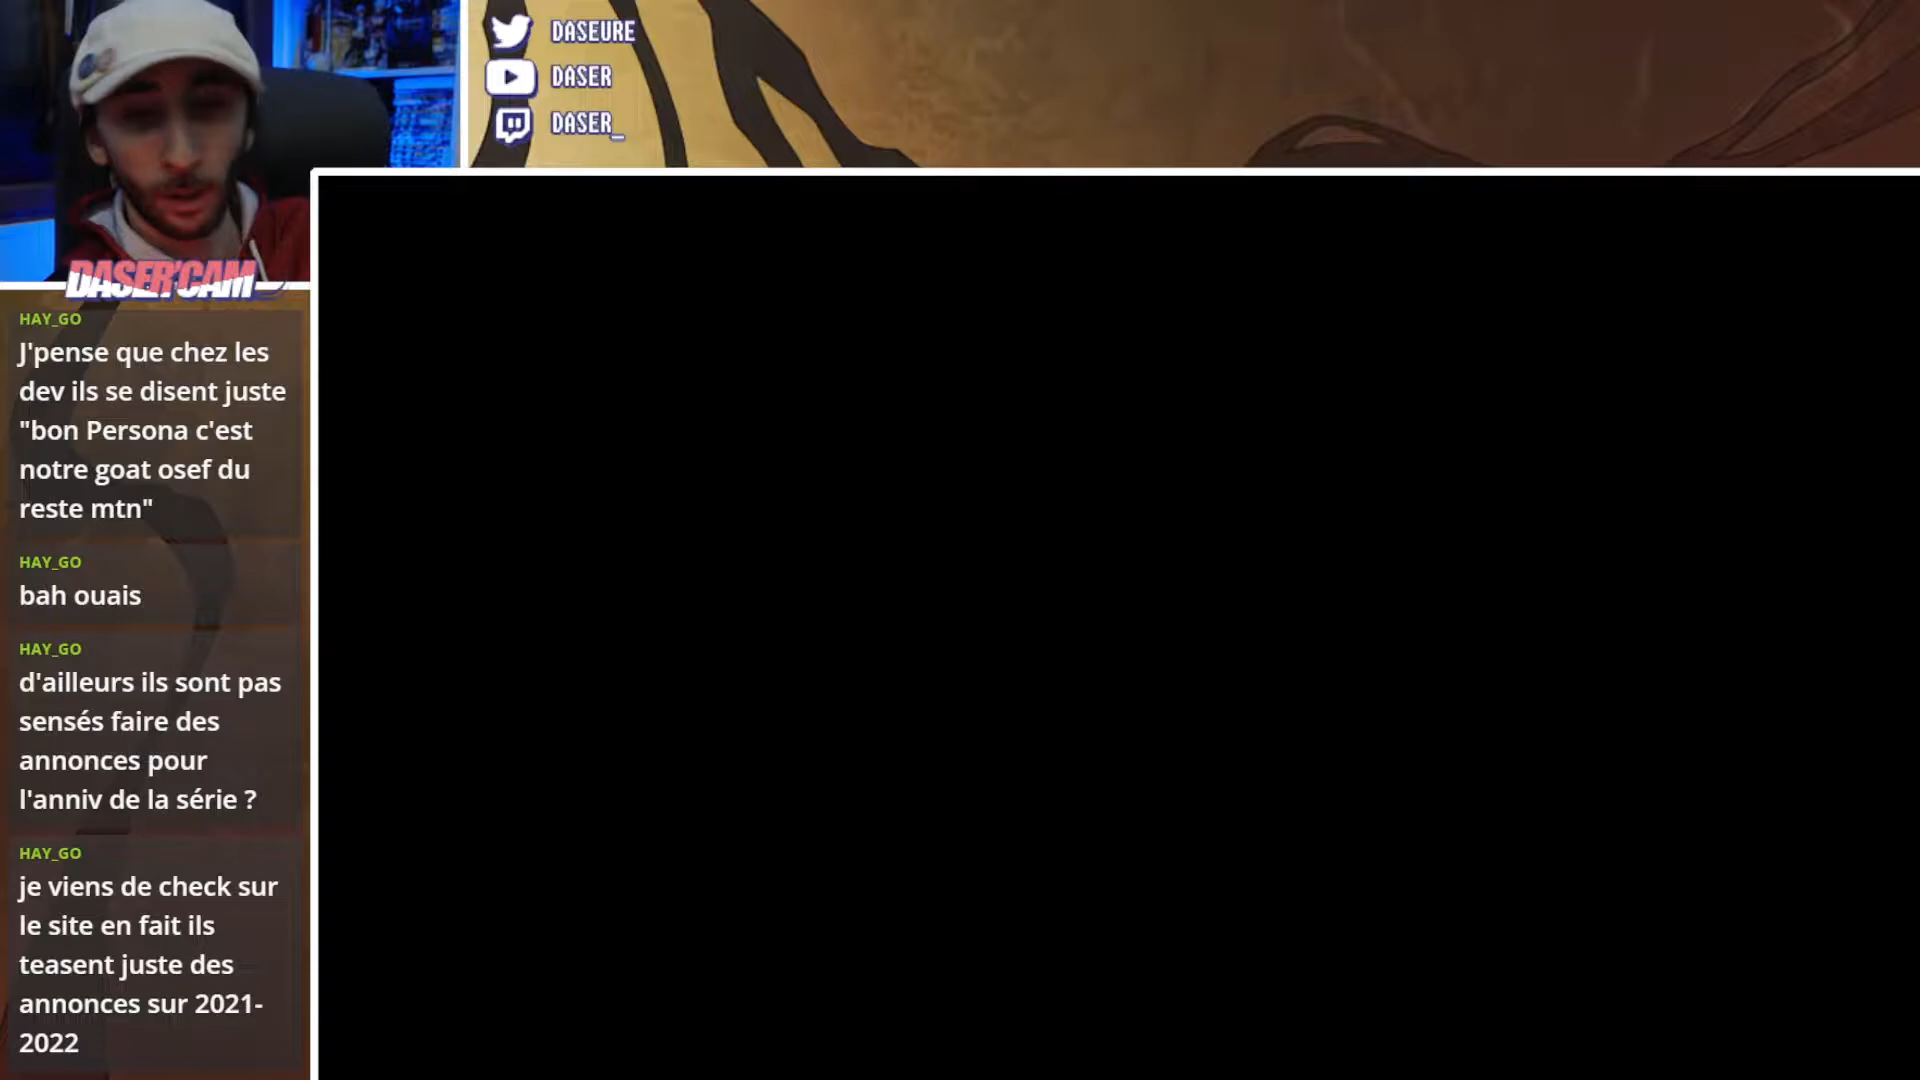 DASEURE
DASER
DASER_
DASER'CAM
HAY_GO
J'pense que chez les
dev ils se disent juste
"bon Persona c'est
notre goat osef du
reste mtn"
HAY_GO
bah ouais
HAY_GO
d'ailleurs ils sont pas
sensés faire des
annonces pour
l'anniv de la série ?
HAY_GO
je viens de check sur
le site en fait ils
teasent juste des
annonces sur 2021-
2022